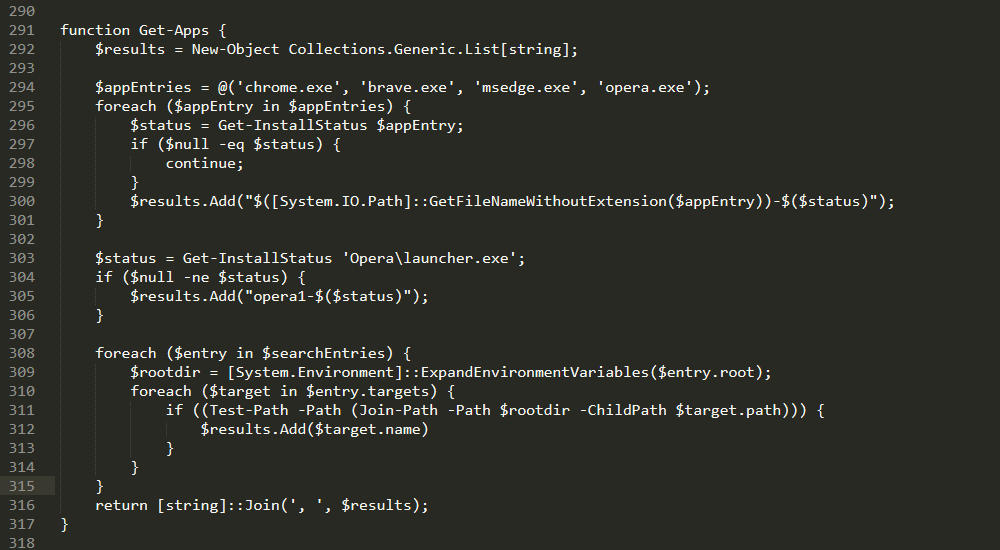 290
291 function Get-Apps {
292     $results = New-Object Collections.Generic.List[string];
293
294     $appEntries = @('chrome.exe', 'brave.exe', 'msedge.exe', 'opera.exe');
295     foreach ($appEntry in $appEntries) {
296         $status = Get-InstallStatus $appEntry;
297         if ($null -eq $status) {
298             continue;
299         }
300         $results.Add("$([System.IO.Path]::GetFileNameWithoutExtension($appEntry))-$($status)");
301     }
302
303     $status = Get-InstallStatus 'Opera\launcher.exe';
304     if ($null -ne $status) {
305         $results.Add("opera1-$($status)");
306     }
307
308     foreach ($entry in $searchEntries) {
309         $rootdir = [System.Environment]::ExpandEnvironmentVariables($entry.root);
310         foreach ($target in $entry.targets) {
311             if ((Test-Path -Path (Join-Path -Path $rootdir -ChildPath $target.path))) {
312                 $results.Add($target.name)
313             }
314         }
315     }
316     return [string]::Join(', ', $results);
317 }
318